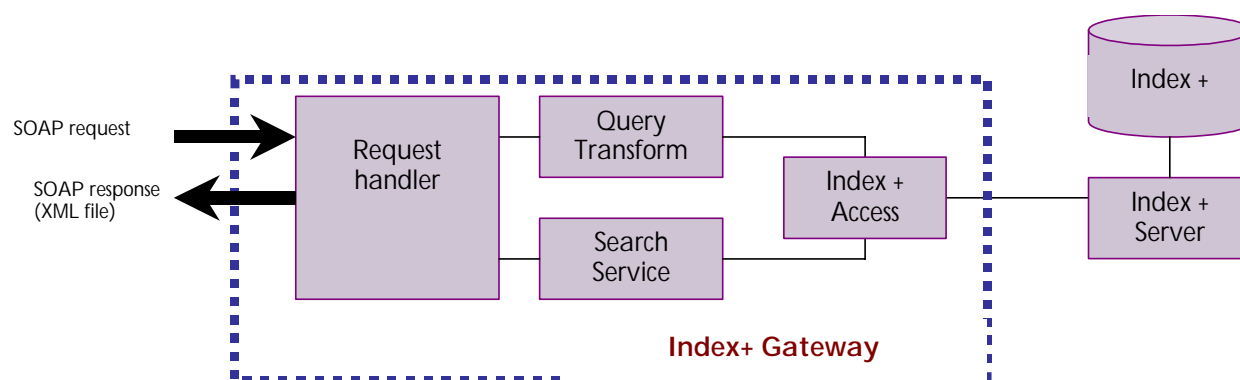 SOAP request
SOAP response
(XML file)
Request
handler
Query
Transform
Search
Service
Index +
Access
Index +
Index +
Server
Index+ Gateway